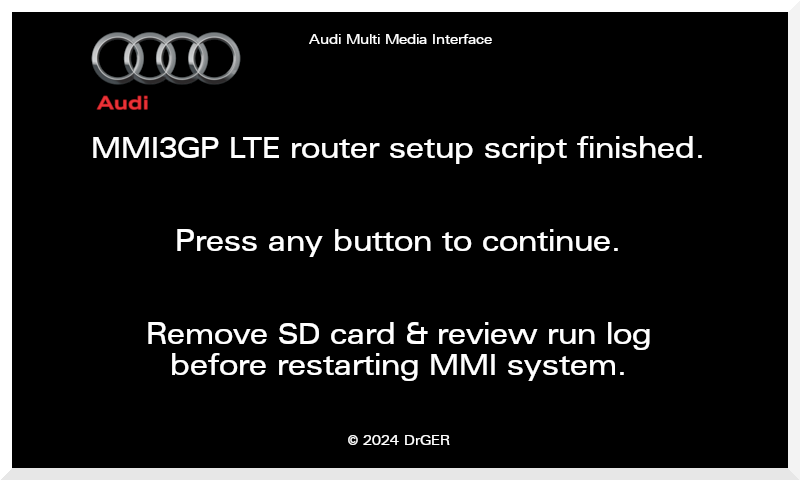 Audi Multi Media Interface
Audi
MMI3GP LTE router setup script finished.
Press any button to continue.
Remove SD card & review run log
before restarting MMI system.
© 2024 DrGER